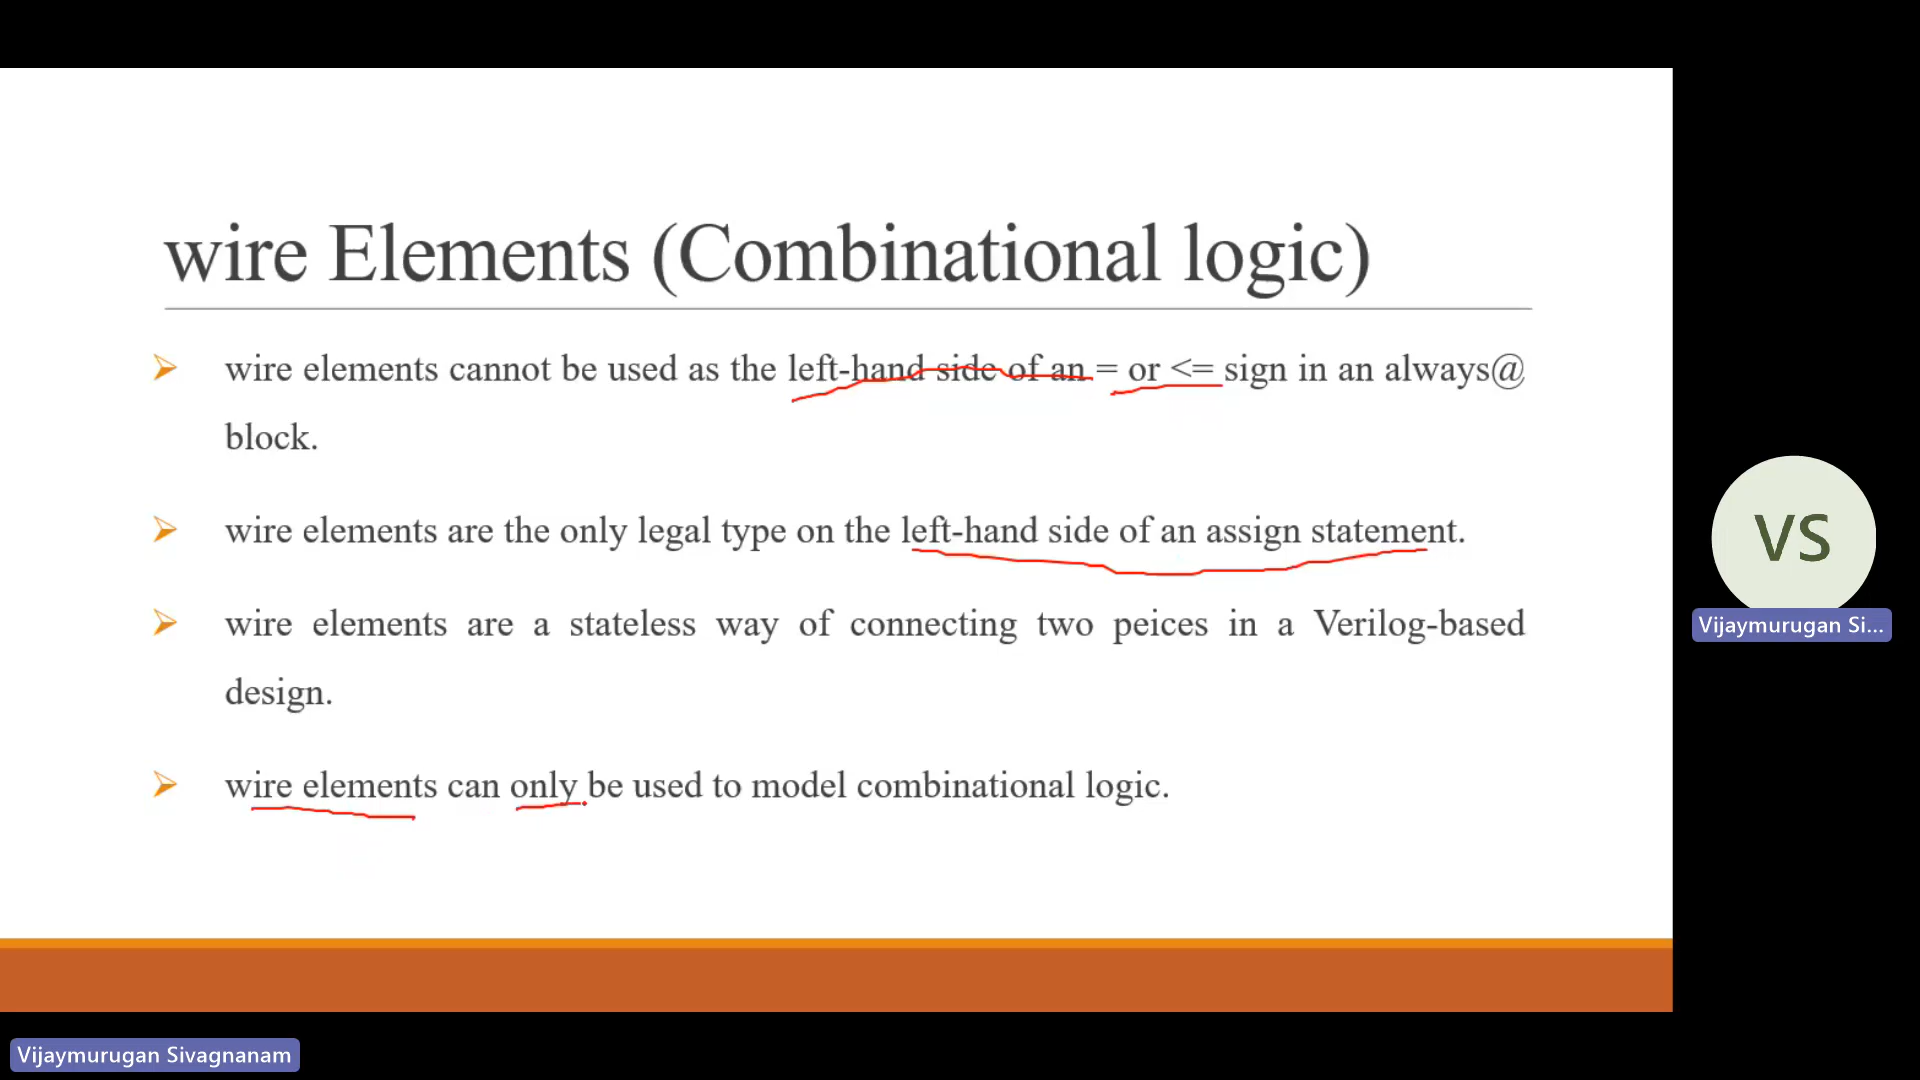 wire Elements (Combinational logic)
wire elements cannot be used as the left-hand side of an = or <= sign in an always@
block.
wire elements are the only legal type on the left-hand side of an assign statement.
wire elements are a stateless way of connecting two peices in a Verilog-based
design.
wire elements can only be used to model combinational logic.
VS
Vijaymurugan Si...
Vijaymurugan Sivagnanam